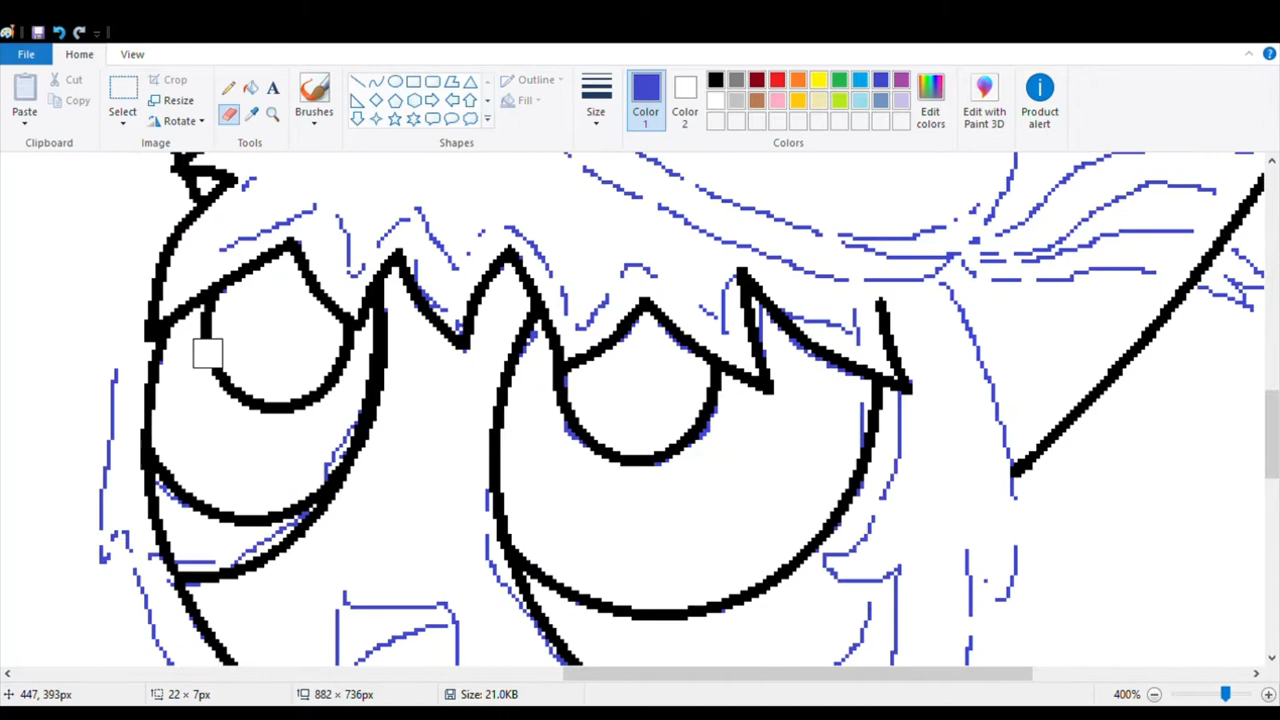 File Home View
Paste Cut Copy
Select Crop Resize Rotate
Brushes
Outline Fill
Size
Color 1
Color 2
Edit colors
Edit with Paint 3D
Product alert
Clipboard Image Tools Shapes Colors
447, 393px 22 × 7px 882 × 736px Size: 21.0KB 400%